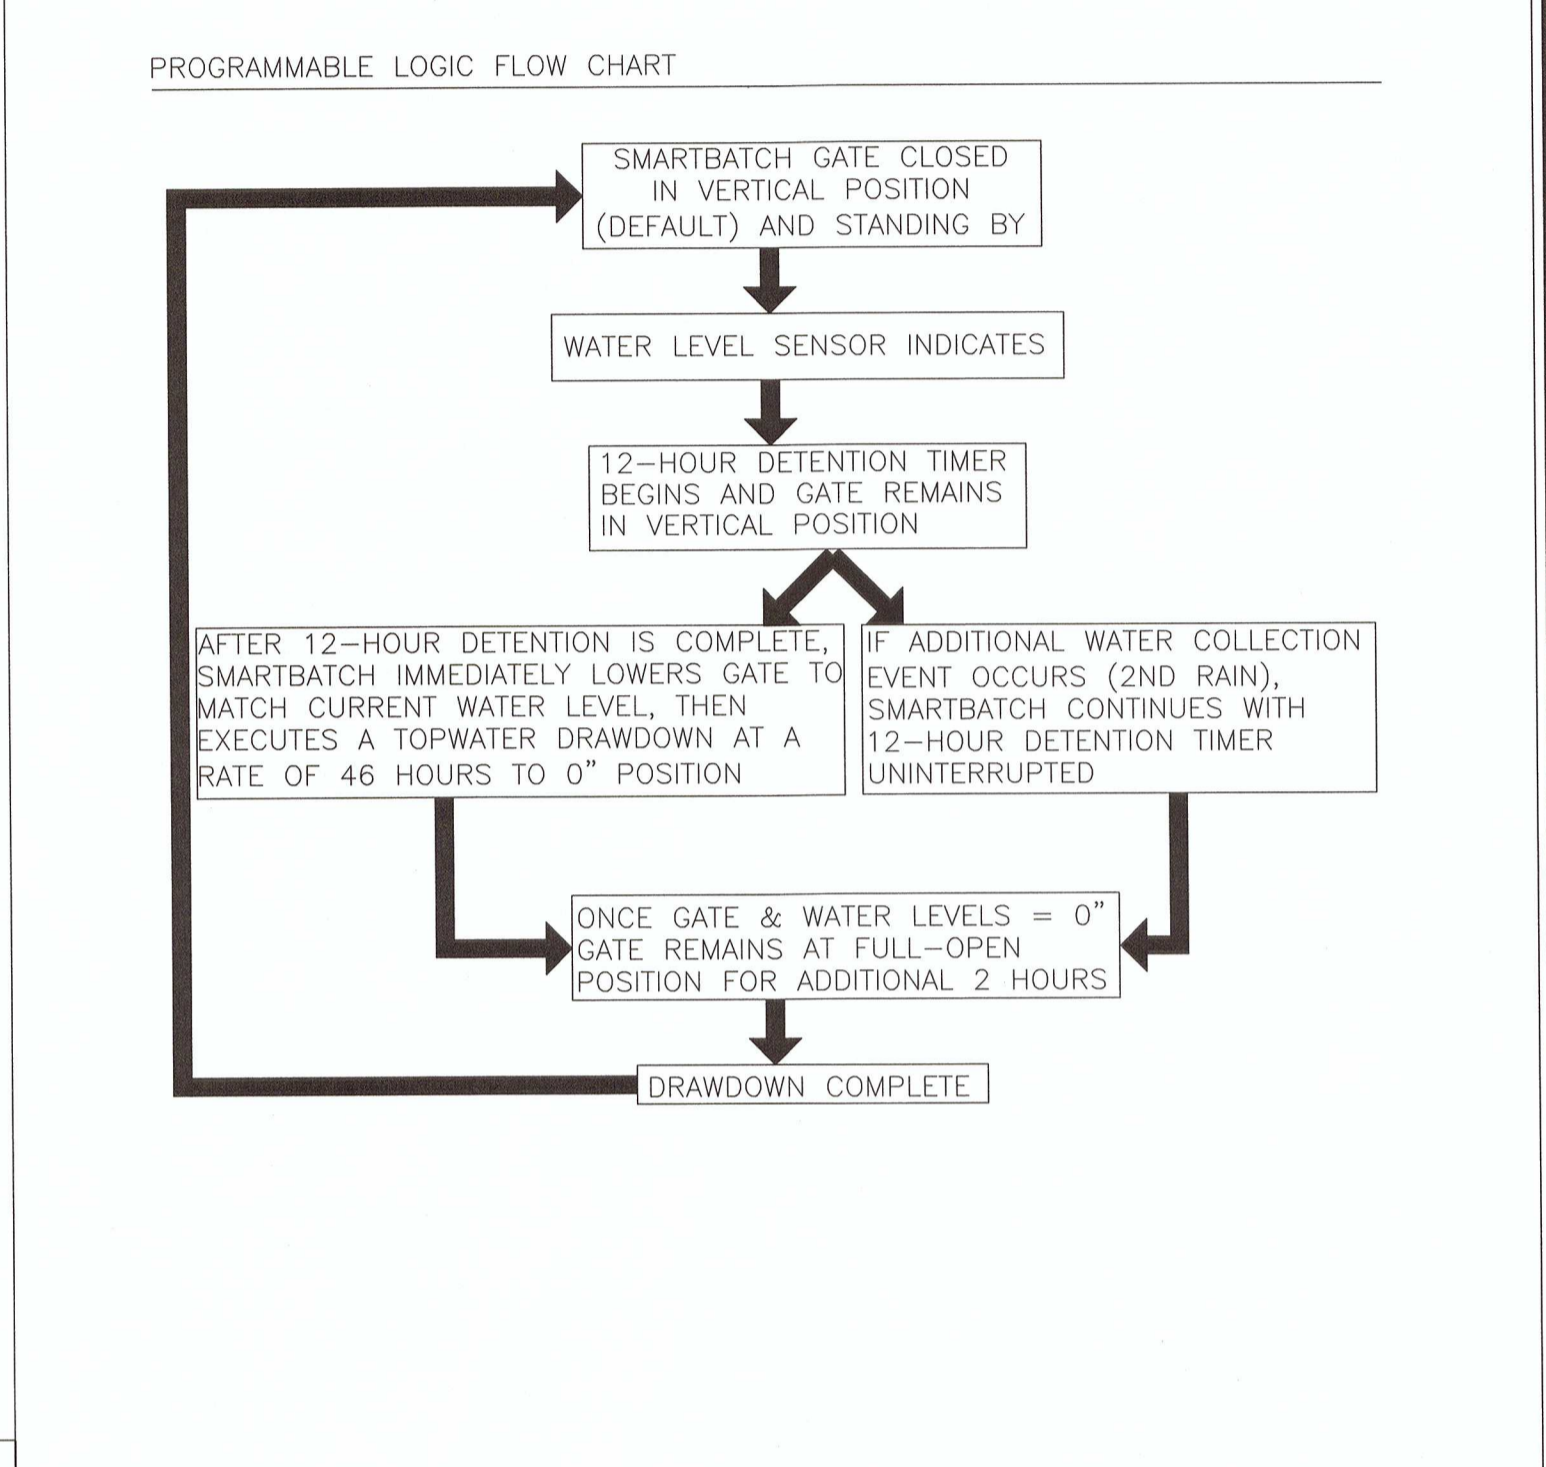 PROGRAMMABLE LOGIC FLOW CHART
SMARTBATCH GATE CLOSED
IN VERTICAL POSITION
(DEFAULT) AND STANDING BY
WATER LEVEL SENSOR INDICATES
12-HOUR DETENTION TIMER
BEGINS AND GATE REMAINS
IN VERTICAL POSITION
AFTER 12-HOUR DETENTION IS COMPLETE,
SMARTBATCH IMMEDIATELY LOWERS GATE TO
MATCH CURRENT WATER LEVEL, THEN
EXECUTES A TOPWATER DRAWDOWN AT A
RATE OF 46 HOURS TO 0" POSITION
IF ADDITIONAL WATER COLLECTION
EVENT OCCURS (2ND RAIN),
SMARTBATCH CONTINUES WITH
12-HOUR DETENTION TIMER
UNINTERRUPTED
ONCE GATE & WATER LEVELS = 0"
GATE REMAINS AT FULL-OPEN
POSITION FOR ADDITIONAL 2 HOURS
DRAWDOWN COMPLETE